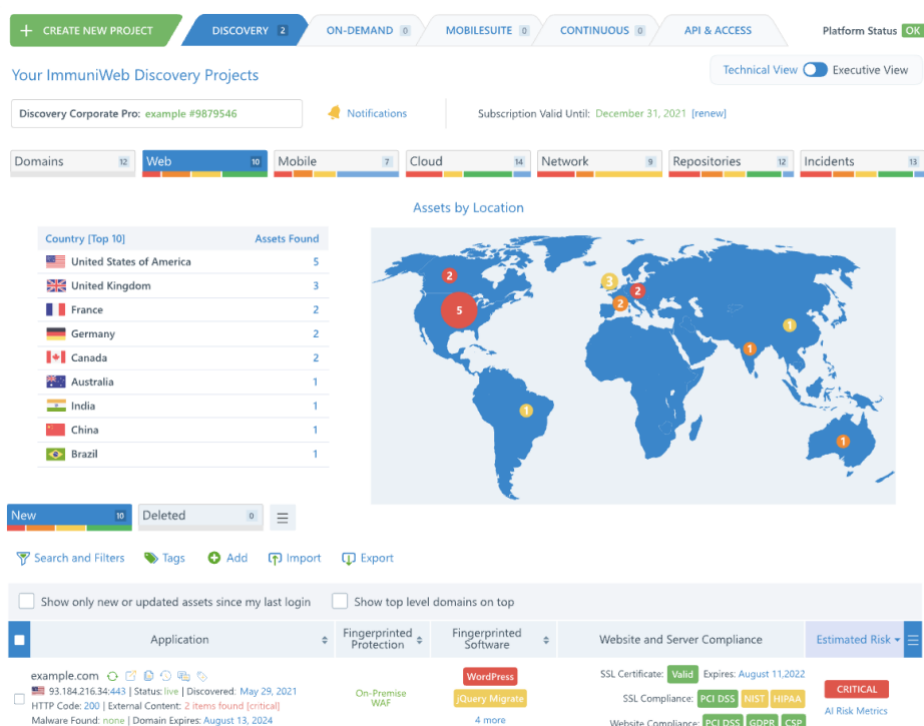 + CREATE NEW PROJECT DISCOVERY 2 ON-DEMAND 0 MOBILESUITE 0 CONTINUOUS 0 API & ACCESS Platform Status OK
Your ImmuniWeb Discovery Projects
Technical View Executive View
Discovery Corporate Pro: example #9879546 Notifications Subscription Valid Until: December 31, 2021 [renew]
Domains 12 Web 10 Mobile 7 Cloud 14 Network 9 Repositories 12 Incidents 13
Assets by Location
Country [Top 10] Assets Found
United States of America 5
United Kingdom 3
France 2
Germany 2
Canada 2
Australia 1
India 1
China 1
Brazil 1
2
3
2
2
5
1
1
1
1
New 10 Deleted 0
Search and Filters Tags Add Import Export
Show only new or updated assets since my last login Show top level domains on top
Application Fingerprinted Protection Fingerprinted Software Website and Server Compliance Estimated Risk
example.com
93.184.216.34:443 | Status: live | Discovered: May 29, 2021
HTTP Code: 200 | External Content: 2 items found [critical]
Malware Found: none | Domain Expires: August 13, 2024
On-Premise
WAF
WordPress
jQuery Migrate
4 more
SSL Certificate: Valid Expires: August 11,2022
SSL Compliance: PCI DSS NIST HIPAA
Website Compliance: PCI DSS GDPR CSP
CRITICAL
AI Risk Metrics